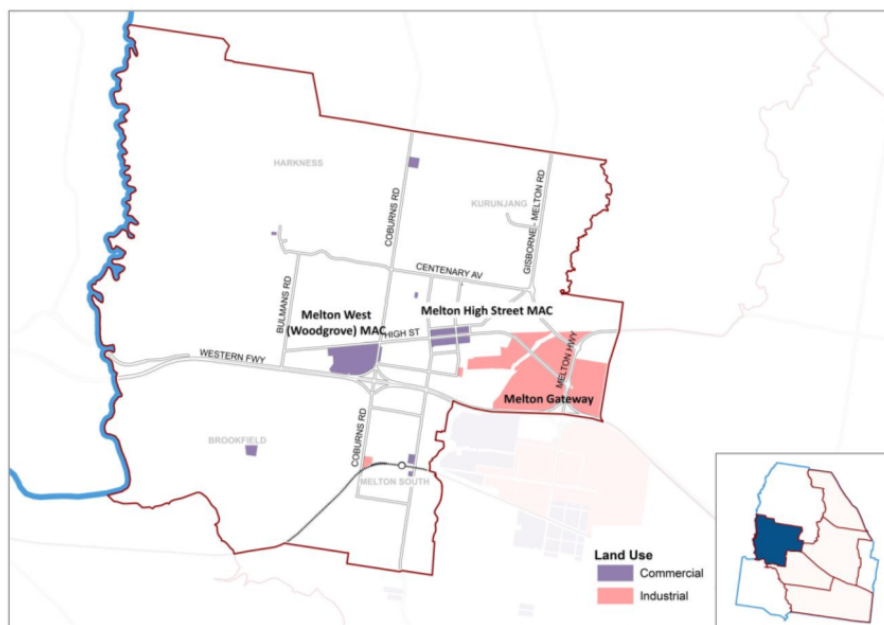 HARKNESS
COBURNS RD
KURUNJANG
GISBORNE - MELTON RD
CENTENARY AV
BULMANS RD
Melton West
(Woodgrove) MAC
Melton High Street MAC
HIGH ST
WESTERN FWY
MELTON HWY
Melton Gateway
COBURNS RD
BROOKFIELD
MELTON SOUTH
Land Use
Commercial
Industrial